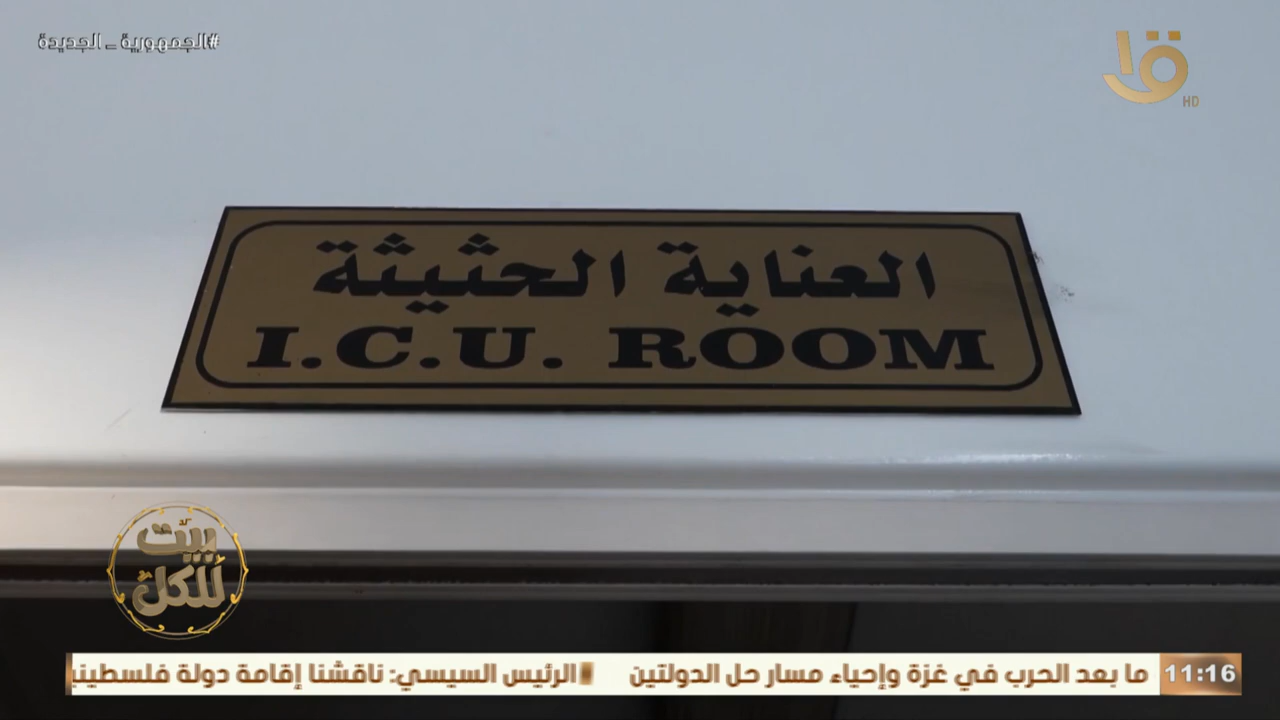 #الجمهورية_الجديدة
HD
العناية الحثيثة
I.C.U. ROOM
بيت للكل
11:16 ما بعد الحرب في غزة وإحياء مسار حل الدولتين الرئيس السيسي: ناقشنا إقامة دولة